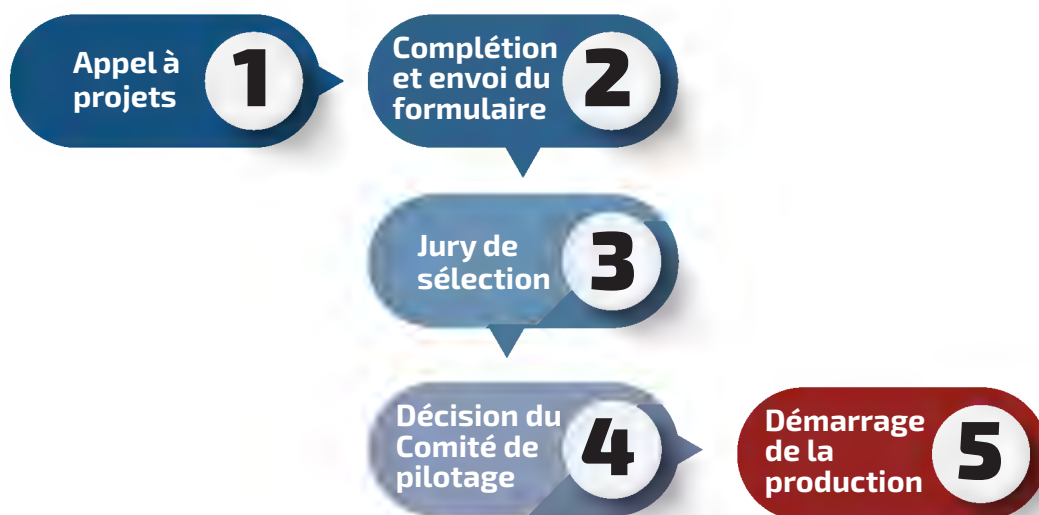 Appel à
projets
1
Complétion
et envoi du
formulaire
2
Jury de
sélection
3
Décision du
Comité de
pilotage
4
Démarrage
de la
production
5